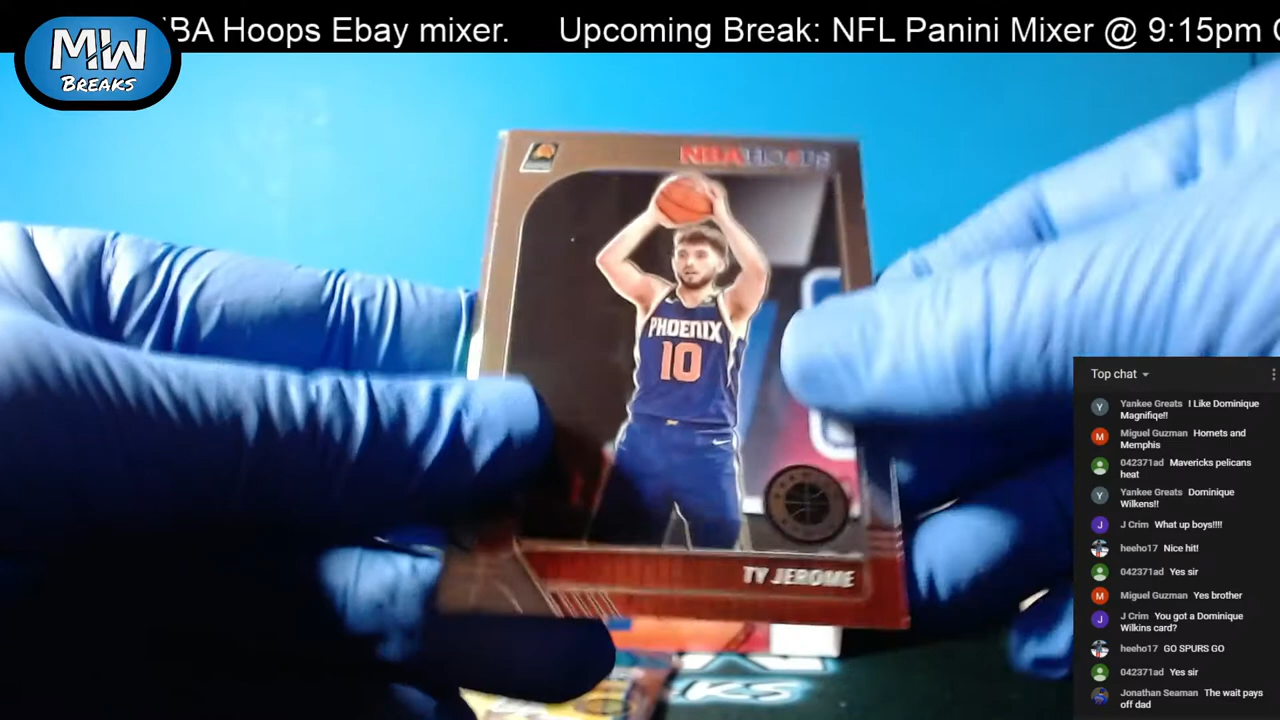 BA Hoops Ebay mixer. Upcoming Break: NFL Panini Mixer @ 9:15pm
MW
BREAKS
NBA HOOPS
PHOENIX
10
TY JEROME
KS
Top chat
Y Yankee Greats I Like Dominique
Magnifiqe!!
M Miguel Guzman Hornets and
Memphis
042371ad Mavericks pelicans
heat
Y Yankee Greats Dominique
Wilkens!!
J J Crim What up boys!!!!
heeho17 Nice hit!
042371ad Yes sir
M Miguel Guzman Yes brother
J J Crim You got a Dominique
Wilkins card?
heeho17 GO SPURS GO
042371ad Yes sir
Jonathan Seaman The wait pays
off dad